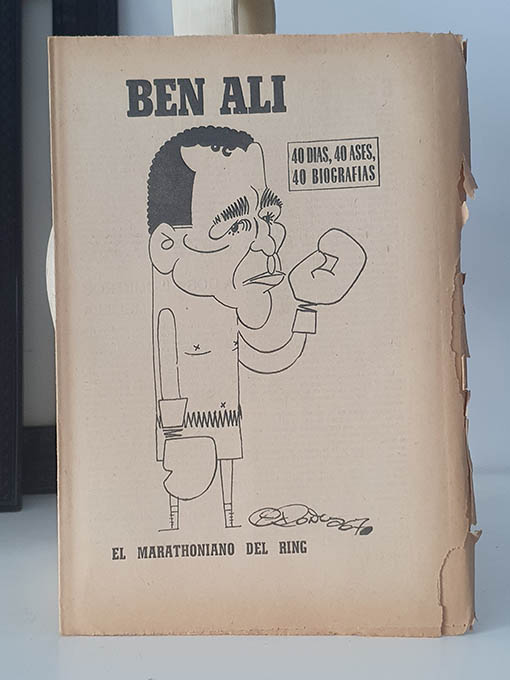 BEN ALI
40 DIAS, 40 ASES,
40 BIOGRAFIAS
EL MARATHONIANO DEL RING